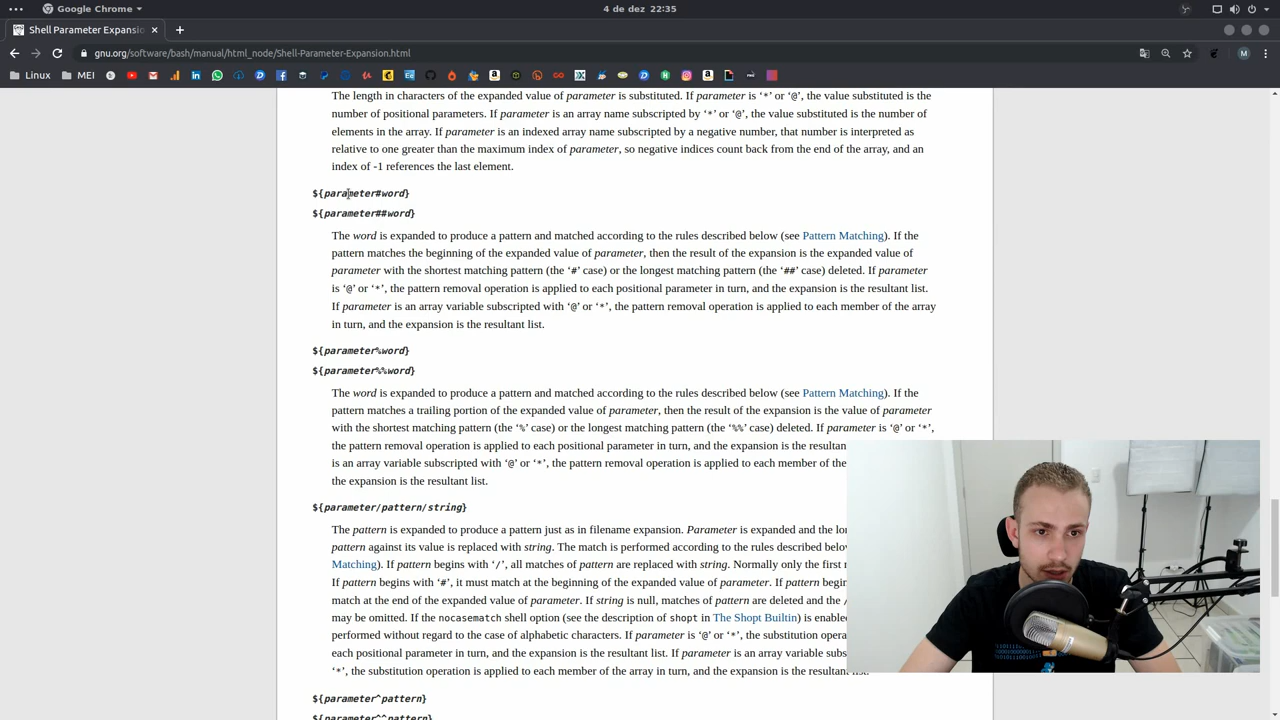 Google Chrome
4 de dez 22:35
Shell Parameter Expansion
gnu.org/software/bash/manual/html_node/Shell-Parameter-Expansion.html
M
Linux
MEI
The length in characters of the expanded value of parameter is substituted. If parameter is ‘*’ or ‘@’, the value substituted is the
number of positional parameters. If parameter is an array name subscripted by ‘*’ or ‘@’, the value substituted is the number of
elements in the array. If parameter is an indexed array name subscripted by a negative number, that number is interpreted as
relative to one greater than the maximum index of parameter, so negative indices count back from the end of the array, and an
index of -1 references the last element.
${parameter#word}
${parameter##word}
The word is expanded to produce a pattern and matched according to the rules described below (see Pattern Matching). If the
pattern matches the beginning of the expanded value of parameter, then the result of the expansion is the expanded value of
parameter with the shortest matching pattern (the ‘#’ case) or the longest matching pattern (the ‘##’ case) deleted. If parameter
is ‘@’ or ‘*’, the pattern removal operation is applied to each positional parameter in turn, and the expansion is the resultant list.
If parameter is an array variable subscripted with ‘@’ or ‘*’, the pattern removal operation is applied to each member of the array
in turn, and the expansion is the resultant list.
${parameter%word}
${parameter%%word}
The word is expanded to produce a pattern and matched according to the rules described below (see Pattern Matching). If the
pattern matches a trailing portion of the expanded value of parameter, then the result of the expansion is the value of parameter
with the shortest matching pattern (the ‘%’ case) or the longest matching pattern (the ‘%%’ case) deleted. If parameter is ‘@’ or ‘*’,
the pattern removal operation is applied to each positional parameter in turn, and the expansion is the resultan
is an array variable subscripted with ‘@’ or ‘*’, the pattern removal operation is applied to each member of the
the expansion is the resultant list.
${parameter/pattern/string}
The pattern is expanded to produce a pattern just as in filename expansion. Parameter is expanded and the lon
pattern against its value is replaced with string. The match is performed according to the rules described below
Matching). If pattern begins with ‘/’, all matches of pattern are replaced with string. Normally only the first
If pattern begins with ‘#’, it must match at the beginning of the expanded value of parameter. If pattern begin
match at the end of the expanded value of parameter. If string is null, matches of pattern are deleted and the /
may be omitted. If the nocasematch shell option (see the description of shopt in The Shopt Builtin) is enable
performed without regard to the case of alphabetic characters. If parameter is ‘@’ or ‘*’, the substitution opera
each positional parameter in turn, and the expansion is the resultant list. If parameter is an array variable subs
‘*’, the substitution operation is applied to each member of the array in turn, and the expansion is the resultant list.
${parameter^pattern}
${parameter^^pattern}